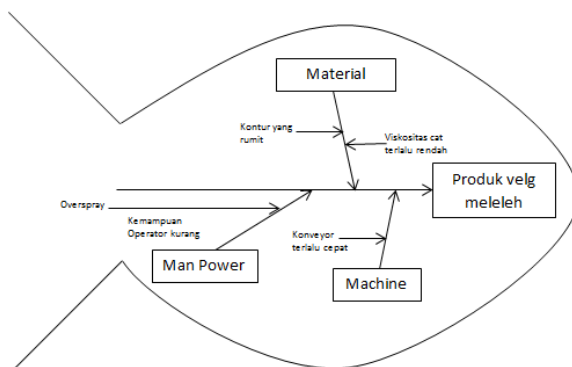 Material
Kontur yang
rumit
Viskositas cat
terlalu rendah
Produk velg
meleleh
Overspray
Kemampuan
Operator kurang
Konveyor
terlalu cepat
Man Power
Machine